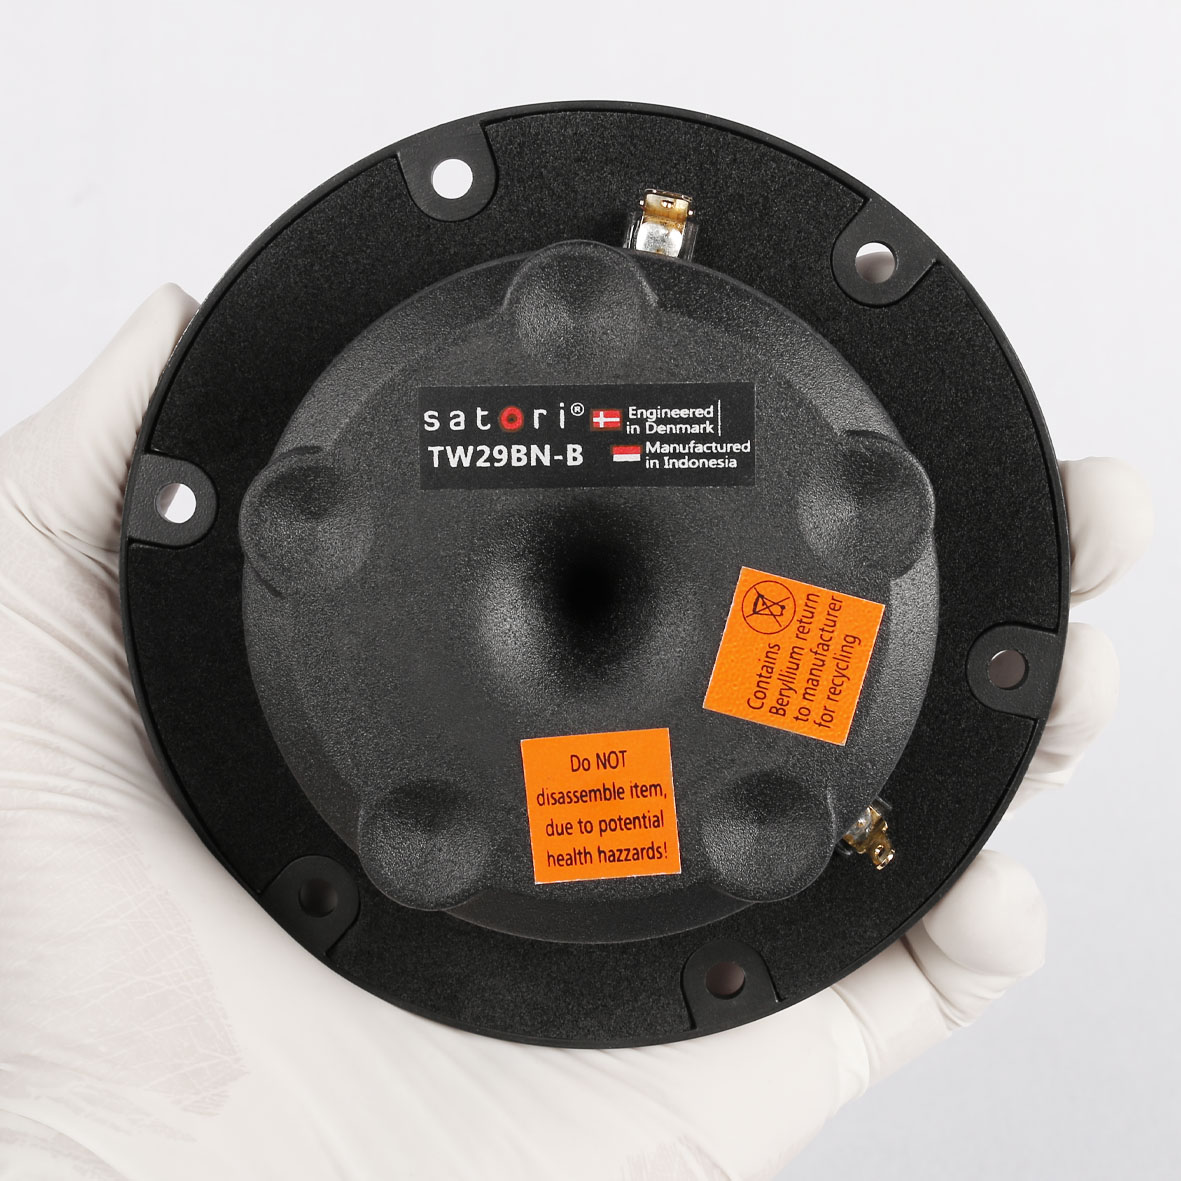 satori®
TW29BN-B
Engineered
in Denmark
Manufactured
in Indonesia
Contains
Beryllium return
to manufacturer
for recycling
Do NOT
disassemble item,
due to potential
health hazzards!